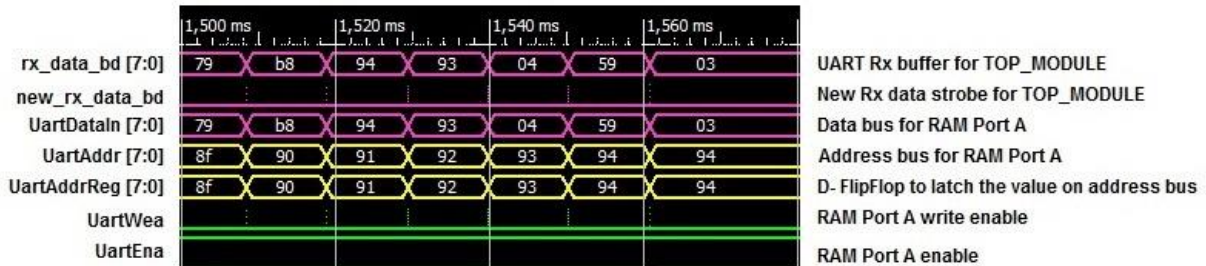 1,500 ms 1,520 ms 1,540 ms 1,560 ms
rx_data_bd [7:0] 79 b8 94 93 04 59 03 UART Rx buffer for TOP_MODULE
new_rx_data_bd New Rx data strobe for TOP_MODULE
UartDataIn [7:0] 79 b8 94 93 04 59 03 Data bus for RAM Port A
UartAddr [7:0] 8f 90 91 92 93 94 94 Address bus for RAM Port A
UartAddrReg [7:0] 8f 90 91 92 93 94 94 D- FlipFlop to latch the value on address bus
UartWea RAM Port A write enable
UartEna RAM Port A enable